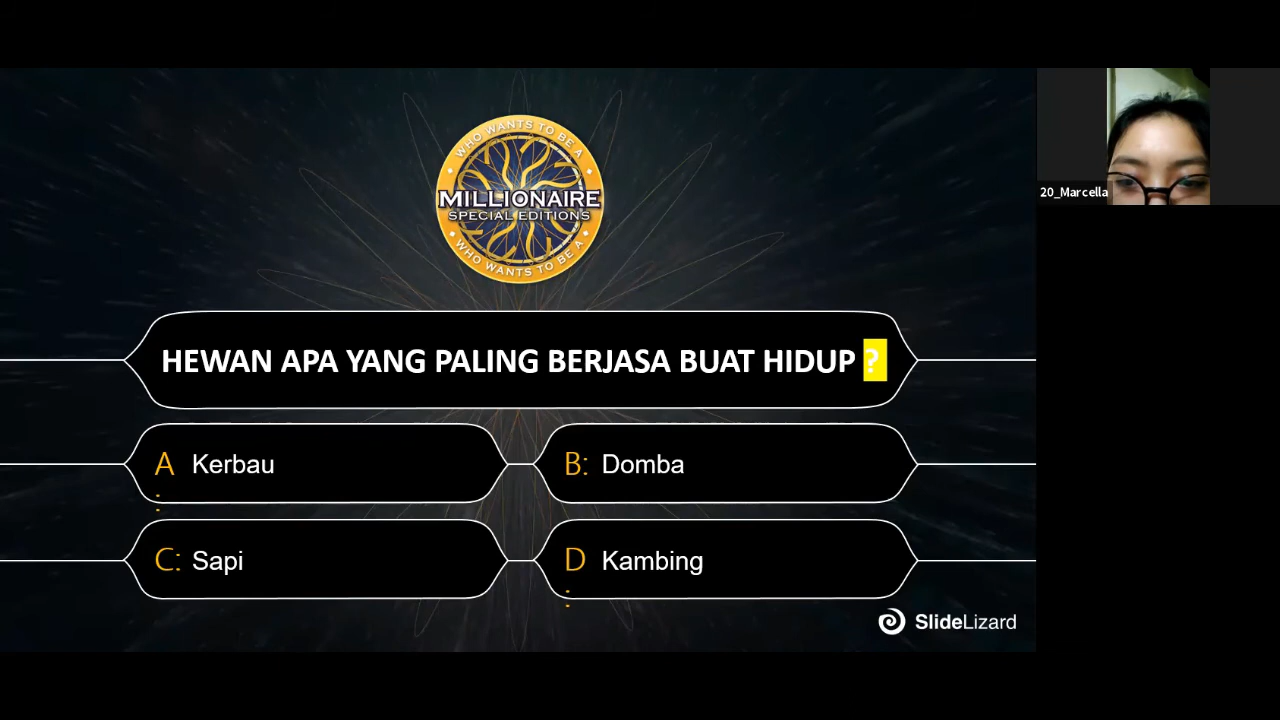 WHO WANTS TO BE A
MILLIONAIRE
SPECIAL EDITIONS
WHO WANTS TO BE A
20_Marcella
HEWAN APA YANG PALING BERJASA BUAT HIDUP ?
A: Kerbau
B: Domba
C: Sapi
D: Kambing
SlideLizard